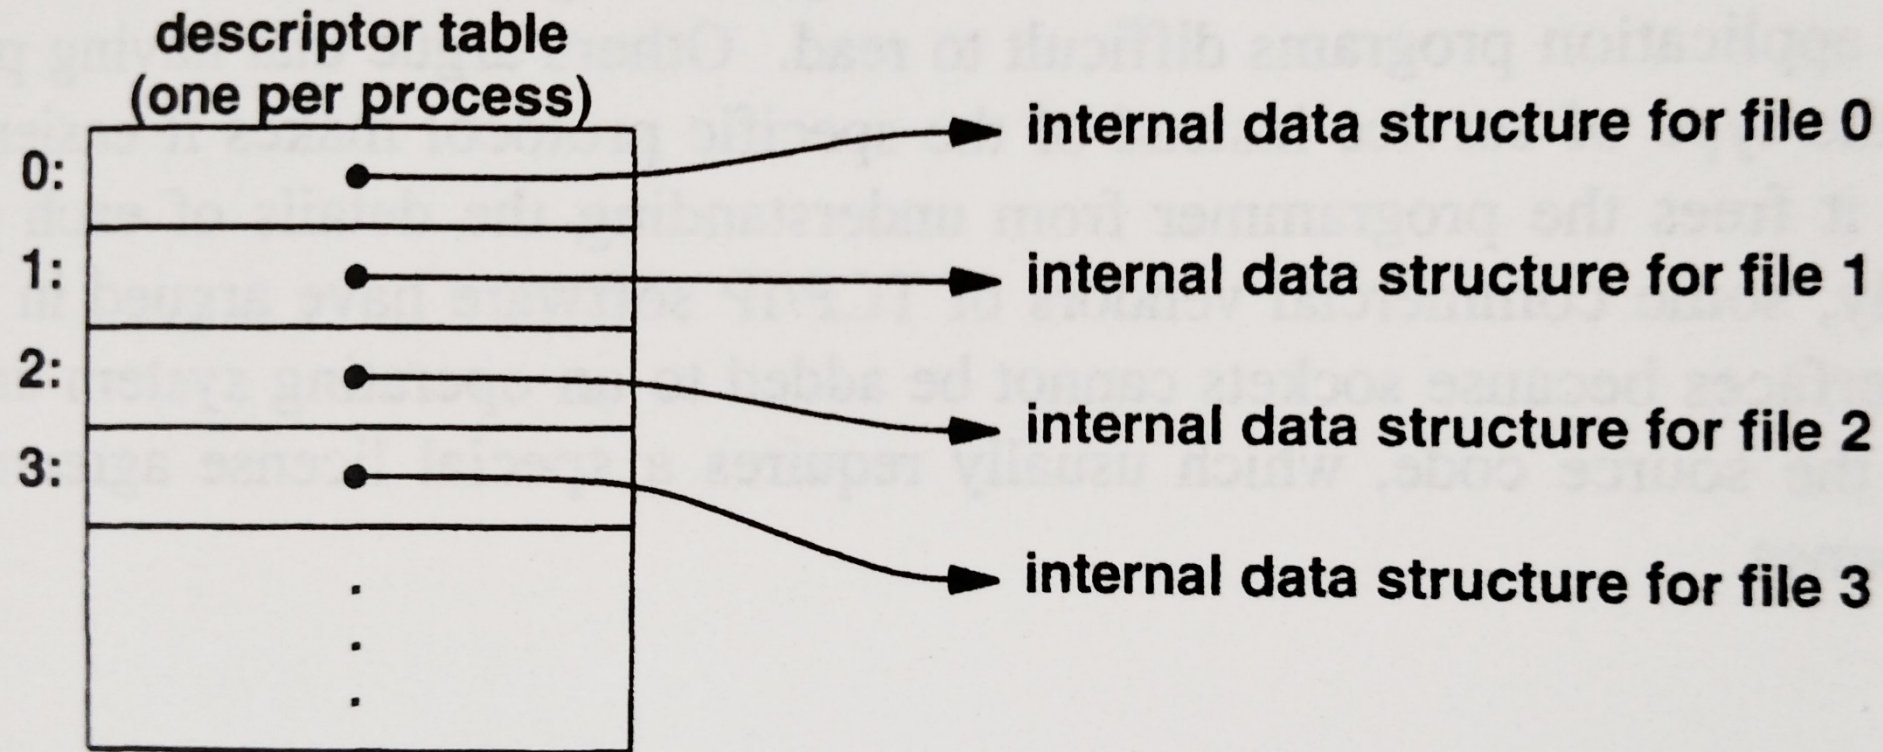 descriptor table
(one per process)
0:
internal data structure for file 0
1:
internal data structure for file 1
2:
internal data structure for file 2
3:
internal data structure for file 3
.
.
.